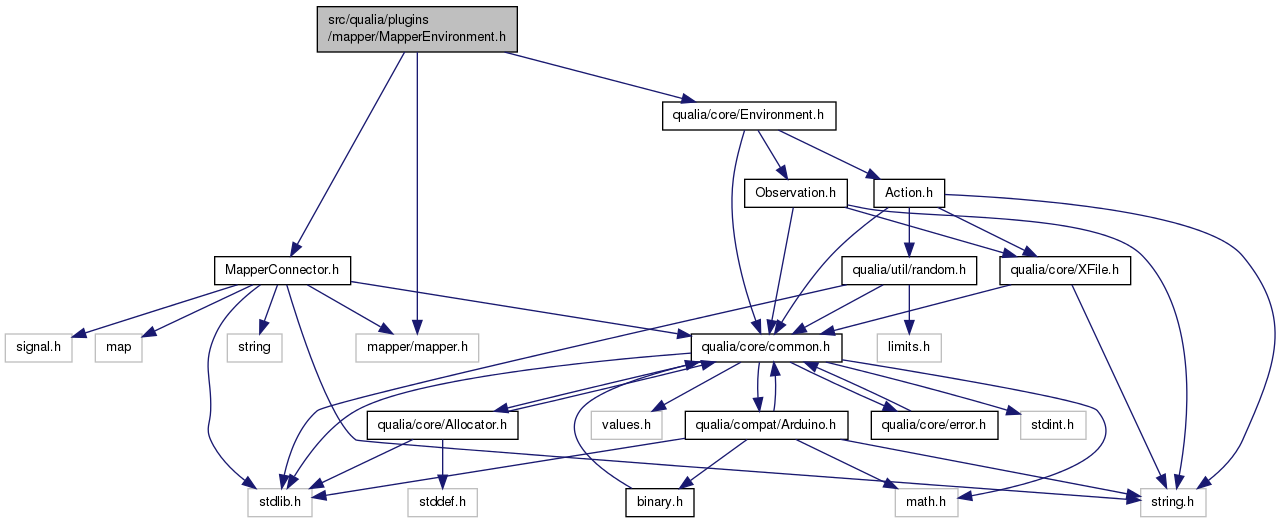 src/qualia/plugins
/mapper/MapperEnvironment.h
qualia/core/Environment.h
Observation.h
Action.h
MapperConnector.h
qualia/util/random.h
qualia/core/XFile.h
signal.h
map
string
mapper/mapper.h
qualia/core/common.h
limits.h
qualia/core/Allocator.h
values.h
qualia/compat/Arduino.h
qualia/core/error.h
stdint.h
stdlib.h
stddef.h
binary.h
math.h
string.h